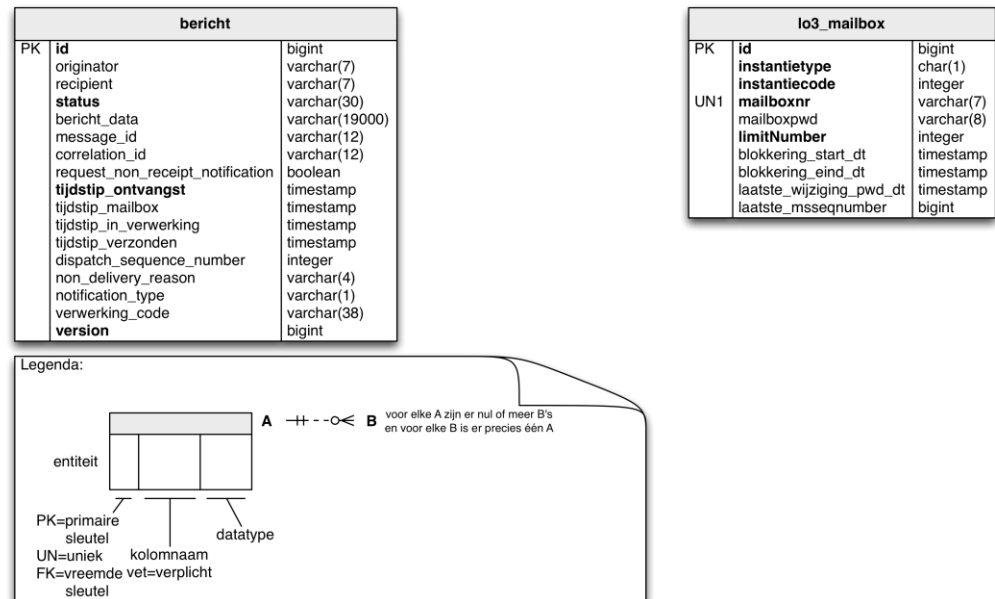 bericht
PK id bigint
originator varchar(7)
recipient varchar(7)
status varchar(30)
bericht_data varchar(19000)
message_id varchar(12)
correlation_id varchar(12)
request_non_receipt_notification boolean
tijdstip_ontvangst timestamp
tijdstip_mailbox timestamp
tijdstip_in_verwerking timestamp
tijdstip_verzonden timestamp
dispatch_sequence_number integer
non_delivery_reason varchar(4)
notification_type varchar(1)
verwerking_code varchar(38)
version bigint
lo3_mailbox
PK id bigint
instantietype char(1)
instantiecode integer
UN1 mailboxnr varchar(7)
mailboxpwd varchar(8)
limitNumber integer
blokkering_start_dt timestamp
blokkering_eind_dt timestamp
laatste_wijziging_pwd_dt timestamp
laatste_msseqnumber bigint
Legenda:
A B voor elke A zijn er nul of meer B's
en voor elke B is er precies één A
entiteit
PK=primaire
sleutel
UN=uniek
FK=vreemde
sleutel
kolomnaam
vet=verplicht
datatype